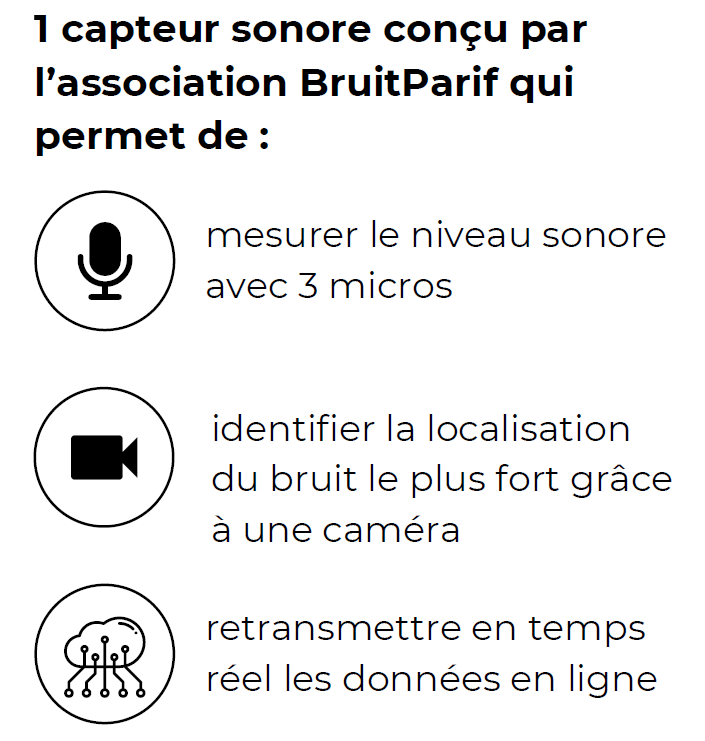 1 capteur sonore conçu par
l’association BruitParif qui
permet de :
mesurer le niveau sonore
avec 3 micros
identifier la localisation
du bruit le plus fort grâce
à une caméra
retransmettre en temps
réel les données en ligne